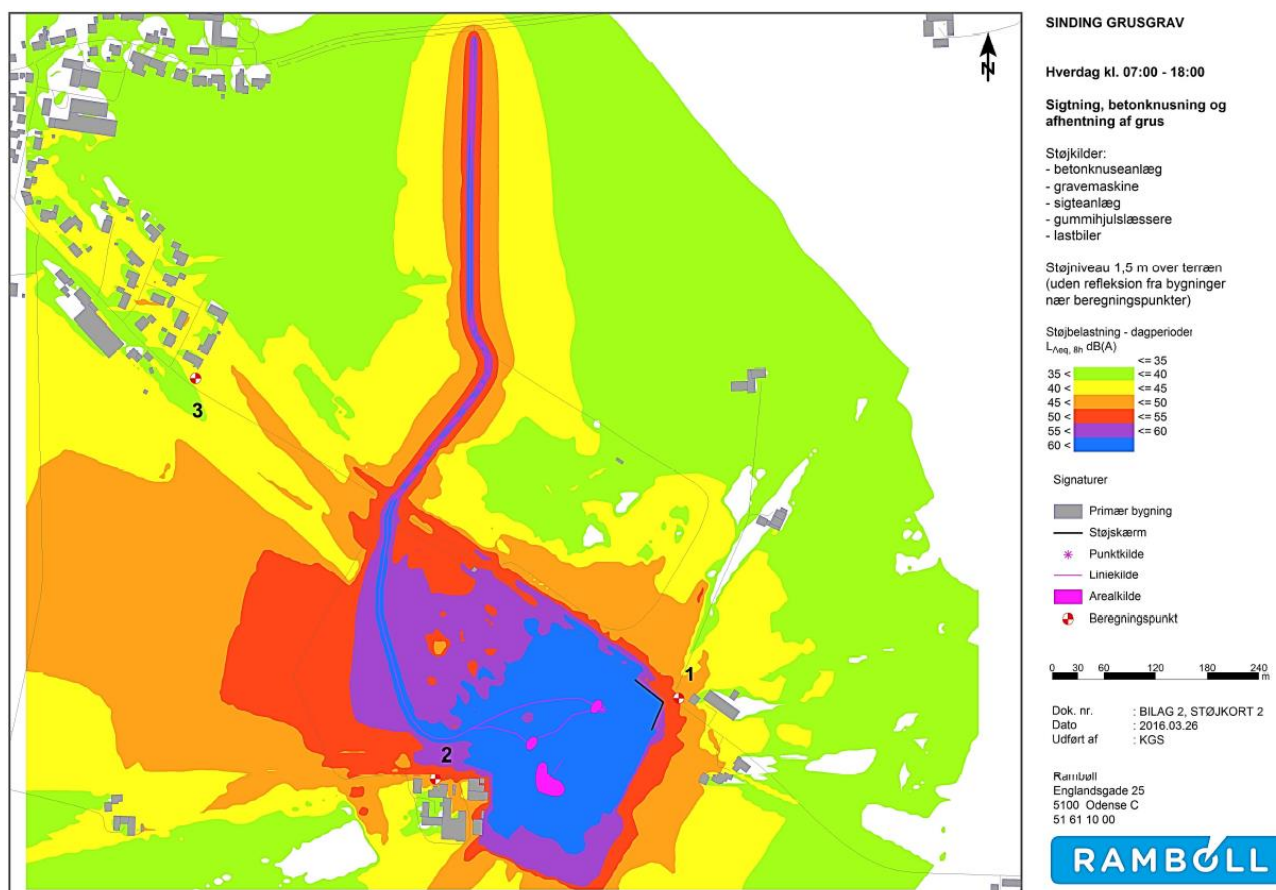 SINDING GRUSGRAV
Hverdag kl. 07:00 - 18:00
Sigtning, betonknusning og
afhentning af grus
Støjkilder:
- betonknuseanlæg
- gravemaskine
- sigteanlæg
- gummihjulslæssere
- lastbiler
Støjniveau 1,5 m over terræn
(uden refleksion fra bygninger
nær beregningspunkter)
Støjbelastning - dagperioder
LAeq, 8h dB(A)
<= 35
35 < <= 40
40 < <= 45
45 < <= 50
50 < <= 55
55 < <= 60
60 <
Signaturer
Primær bygning
Støjskærm
Punktkilde
Liniekilde
Arealkilde
Beregningspunkt
0 30 60 120 180 240
m
Dok. nr. : BILAG 2, STØJKORT 2
Dato : 2016.03.26
Udført af : KGS
Rambøll
Englandsgade 25
5100 Odense C
51 61 10 00
RAMBOLL
N
3
1
2